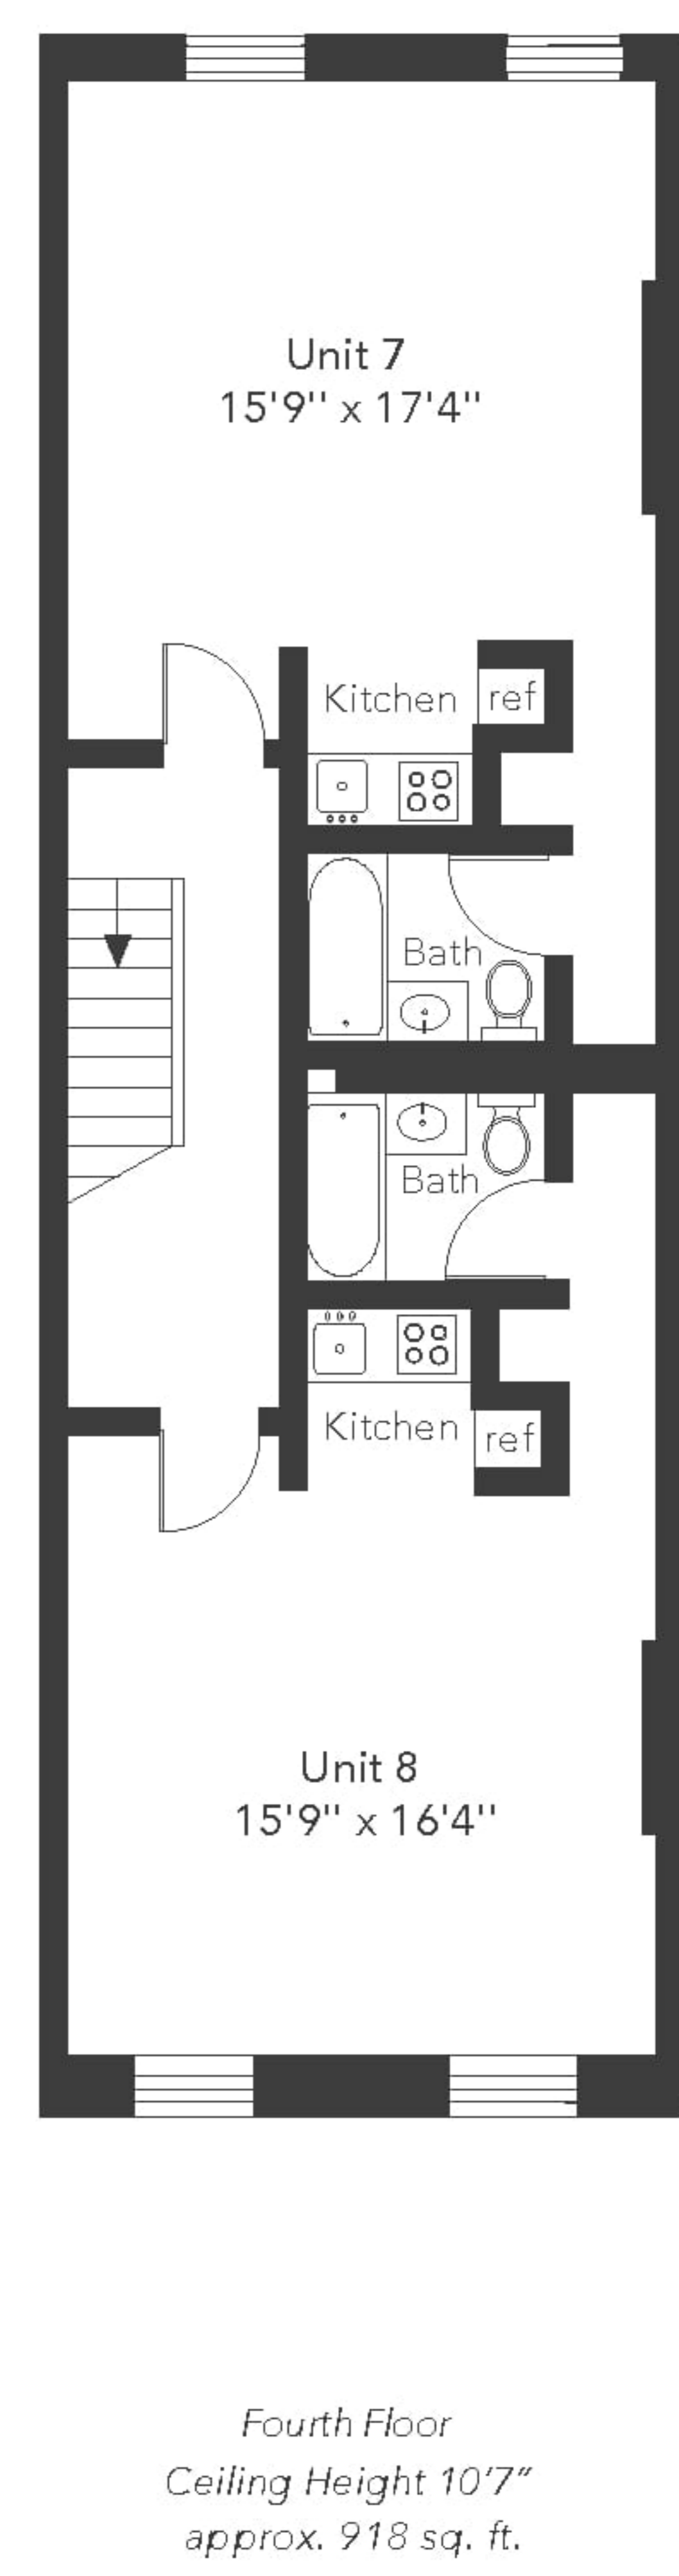 Unit 7
15'9'' x 17'4''
Kitchen
ref
Bath
Bath
Kitchen
ref
Unit 8
15'9'' x 16'4''
Fourth Floor
Ceiling Height 10'7”
approx. 918 sq. ft.